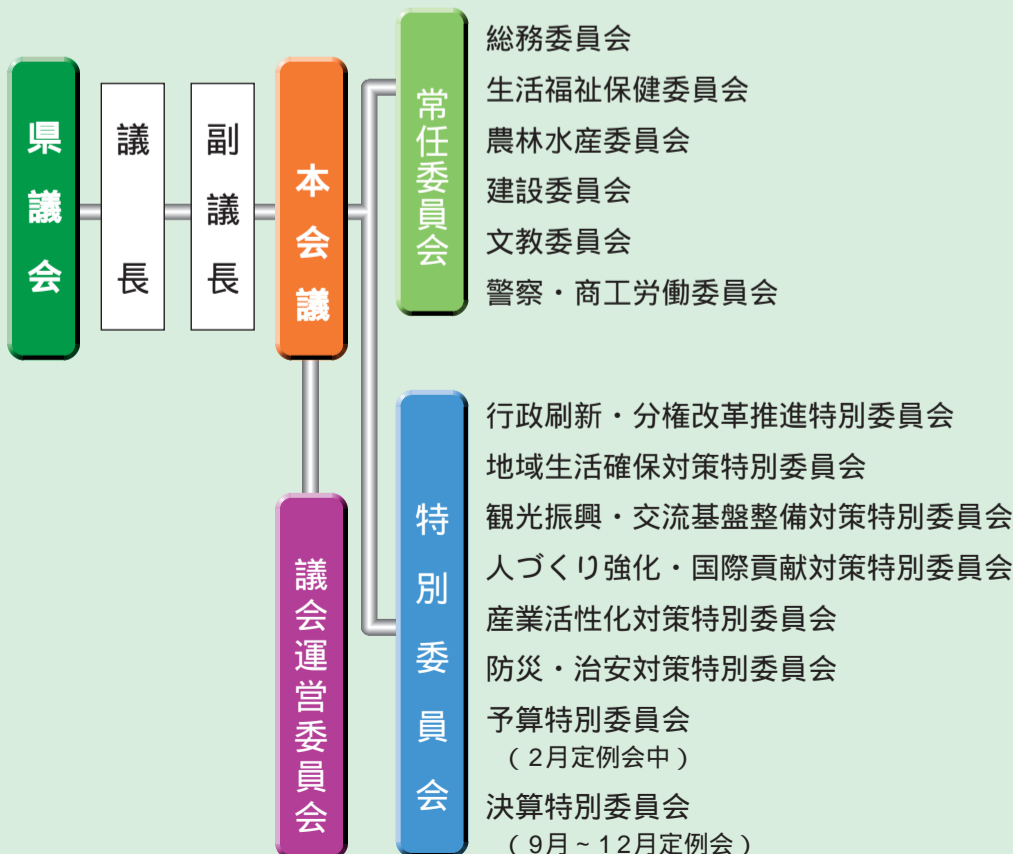 県議会
議長
副議長
本会議
常任委員会
総務委員会
生活福祉保健委員会
農林水産委員会
建設委員会
文教委員会
警察・商工労働委員会
議会運営委員会
特別委員会
行政刷新・分権改革推進特別委員会
地域生活確保対策特別委員会
観光振興・交流基盤整備対策特別委員会
人づくり強化・国際貢献対策特別委員会
産業活性化対策特別委員会
防災・治安対策特別委員会
予算特別委員会
(2月定例会中)
決算特別委員会
(9月~12月定例会)